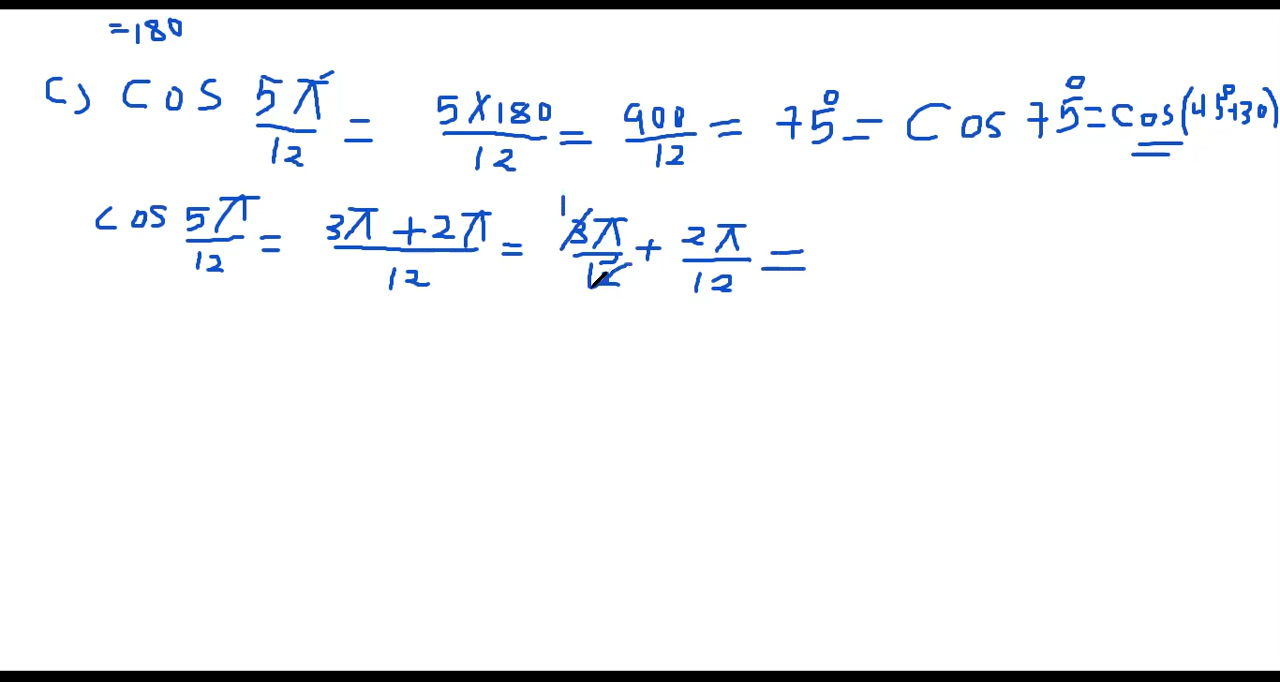 =180
C) Cos 5π/12 = 5×180/12 = 900/12 = 75° = Cos 75° = cos(45°+30)
cos 5π/12 = 3π+2π/12 = 1 3π/12 + 2π/12 =